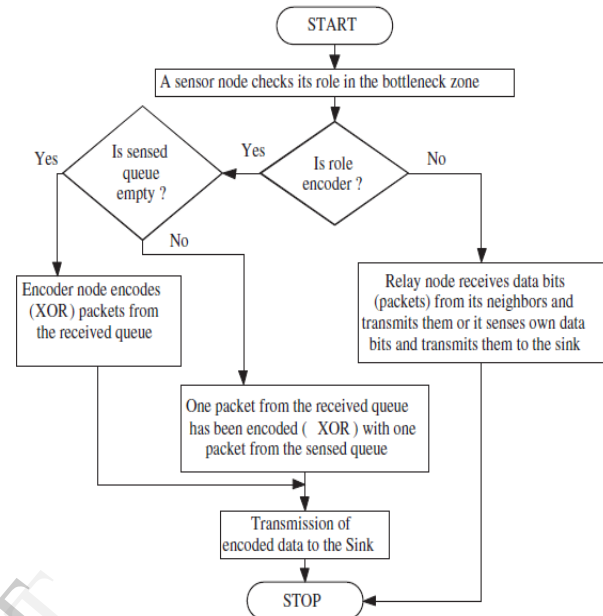 START
A sensor node checks its role in the bottleneck zone
Is role
encoder ?
Yes
No
Is sensed
queue
empty ?
Yes
No
Encoder node encodes
(XOR) packets from
the received queue
Relay node receives data bits
(packets) from its neighbors and
transmits them or it senses own data
bits and transmits them to the sink
One packet from the received queue
has been encoded ( XOR ) with one
packet from the sensed queue
Transmission of
encoded data to the Sink
STOP